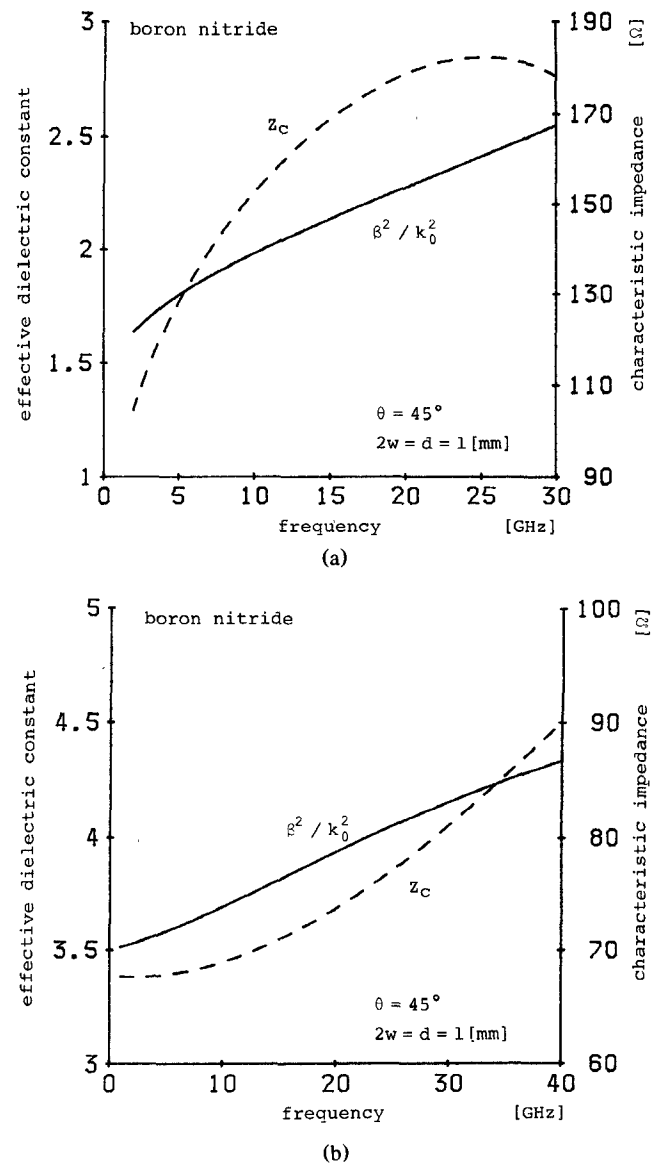 boron nitride
3
2.5
2
1.5
1
effective dielectric constant
190
170
150
130
110
90
[Ω]
characteristic impedance
Zc
β² / k₀²
θ = 45°
2w = d = 1 [mm]
0 5 10 15 20 25 30
frequency [GHz]
(a)
boron nitride
5
4.5
4
3.5
3
effective dielectric constant
100
90
80
70
60
[Ω]
characteristic impedance
β² / k₀²
Zc
θ = 45°
2w = d = 1 [mm]
0 10 20 30 40
frequency [GHz]
(b)